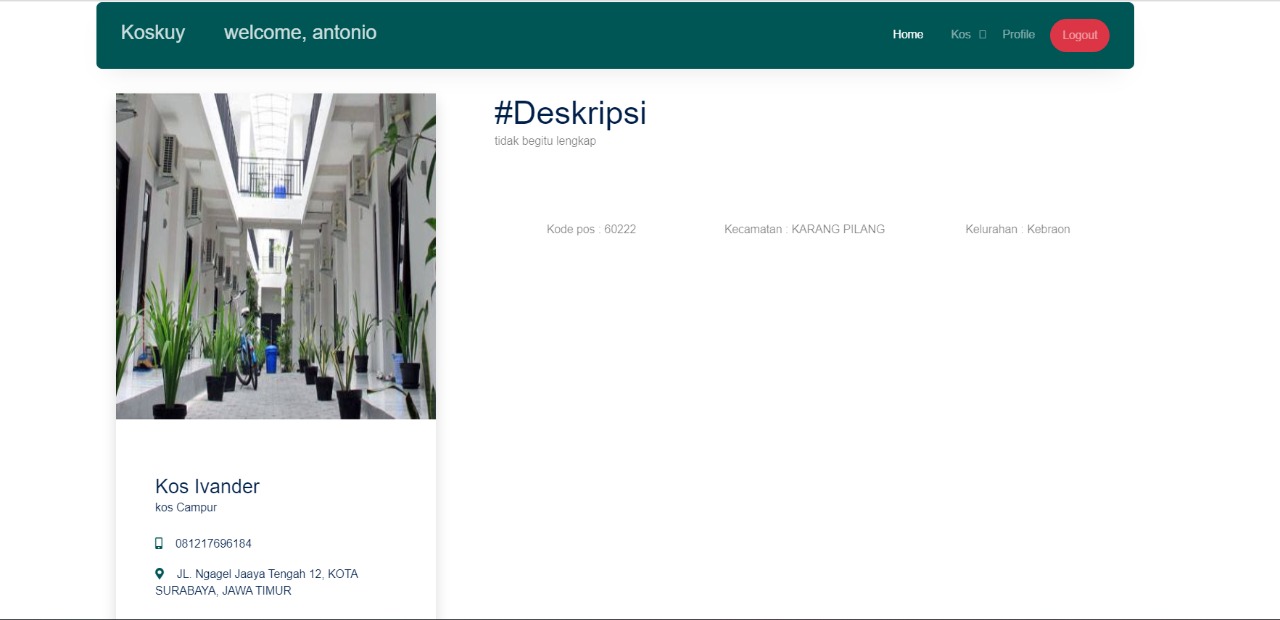 Koskuy welcome, antonio Home Kos Profile Logout
#Deskripsi
tidak begitu lengkap
Kode pos : 60222 Kecamatan : KARANG PILANG Kelurahan : Kebraon
Kos Ivander
kos Campur
081217696184
JL. Ngagel Jaaya Tengah 12, KOTA
SURABAYA, JAWA TIMUR